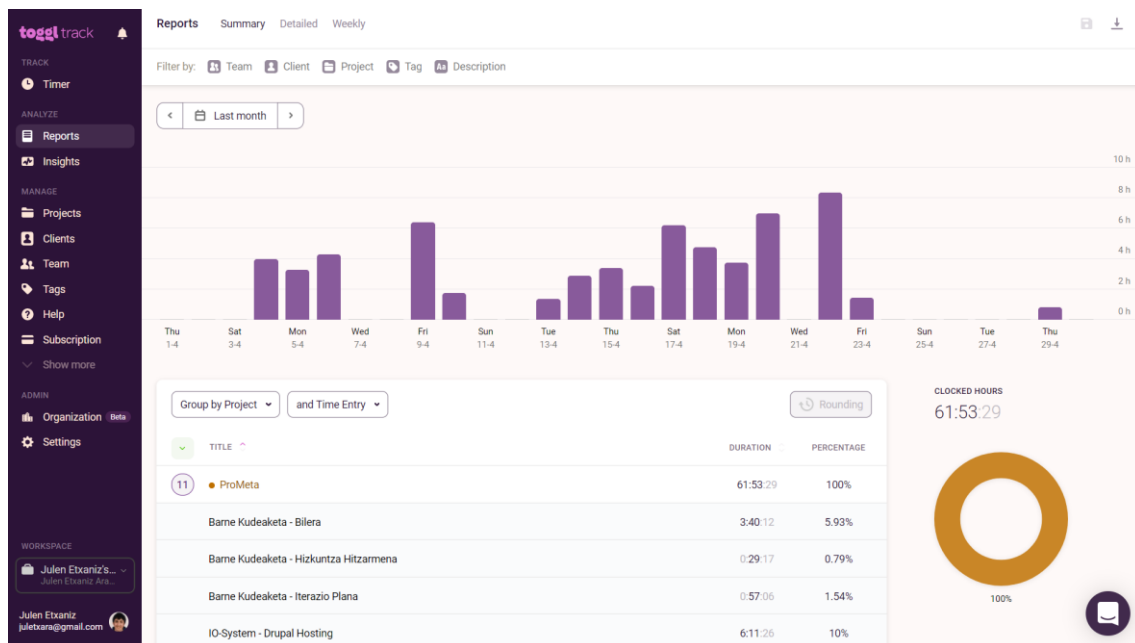 toggl track
TRACK
Timer
ANALYZE
Reports
Insights
MANAGE
Projects
Clients
Team
Tags
Help
Subscription
Show more
ADMIN
Organization Beta
Settings
WORKSPACE
Julen Etxaniz's...
Julen Etxaniz Ara...
Julen Etxaniz
juletxara@gmail.com
Reports Summary Detailed Weekly
Filter by: Team Client Project Aa Tag Description
Last month
10 h
8 h
6 h
4 h
2 h
0 h
Thu Sat Mon Wed Fri Sun Tue Thu Sat Mon Wed Fri Sun Tue Thu
1-4 3-4 5-4 7-4 9-4 11-4 13-4 15-4 17-4 19-4 21-4 23-4 25-4 27-4 29-4
Group by Project and Time Entry Rounding
TITLE DURATION PERCENTAGE
11 ProMeta 61:53:29 100%
Barne Kudeaketa - Bilera 3:40:12 5.93%
Barne Kudeaketa - Hizkuntza Hitzarmena 0:29:17 0.79%
Barne Kudeaketa - Iterazio Plana 0:57:06 1.54%
IO-System - Drupal Hosting 6:11:26 10%
CLOCKED HOURS
61:53:29
100%